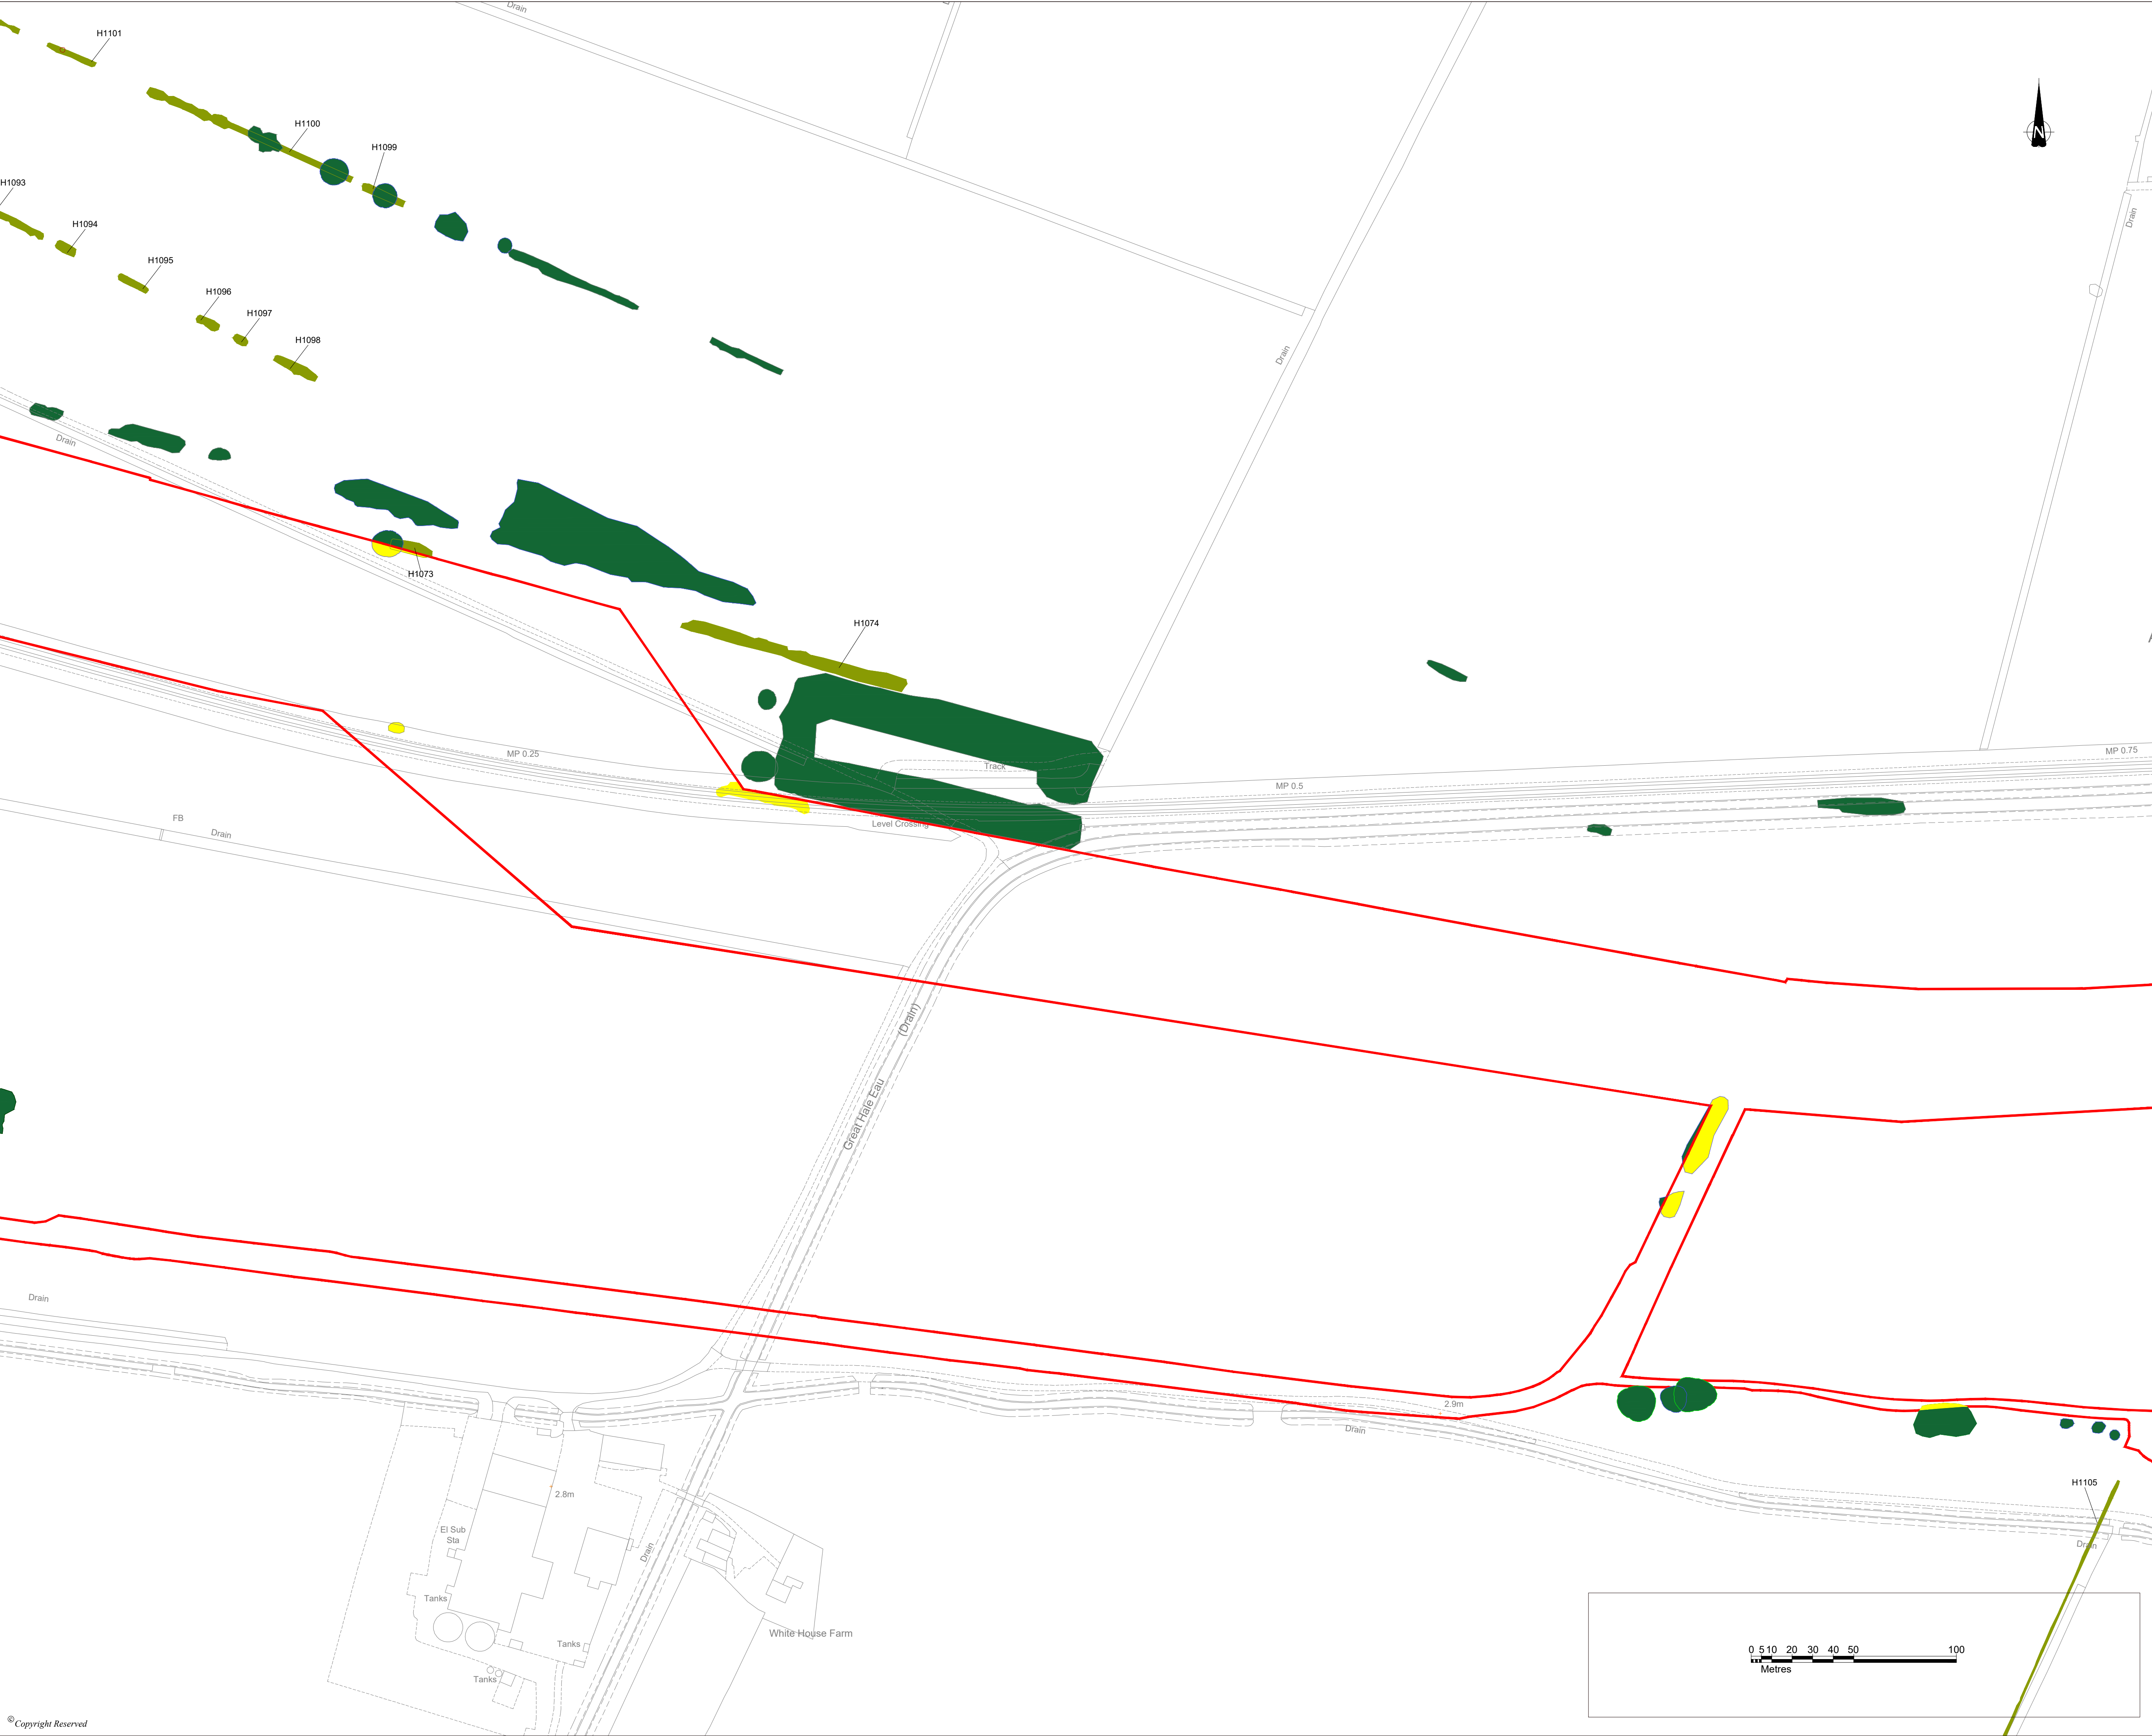 Drain
H1101
N
H1100
H1099
H1093
Drain
H1094
H1095
H1096
H1097
H1098
Drain
Drain
H1073
H1074
MP 0.25
Track
MP 0.5
MP 0.75
Level Crossing
FB
Drain
Great Hale Eau
(Drain)
Drain
2.9m
Drain
2.8m
H1105
El Sub
Sta
Drain
Drain
Tanks
White House Farm
Tanks
Tanks
0 5 10 20 30 40 50 100
Metres
© Copyright Reserved